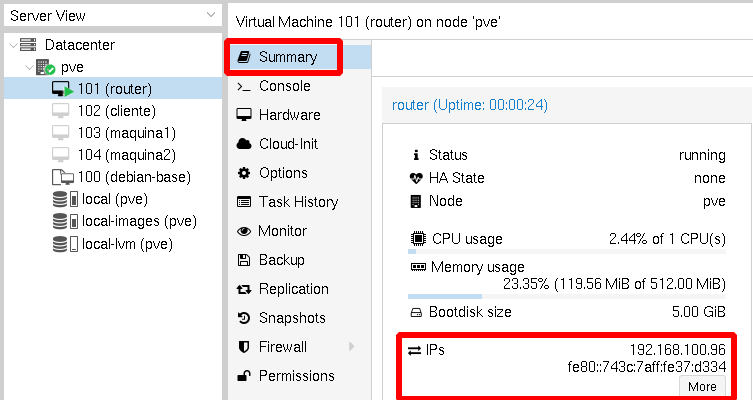 Server View
Datacenter
pve
101 (router)
102 (cliente)
103 (maquina1)
104 (maquina2)
100 (debian-base)
local (pve)
local-images (pve)
local-lvm (pve)
Virtual Machine 101 (router) on node 'pve'
Summary
Console
Hardware
Cloud-Init
Options
Task History
Monitor
Backup
Replication
Snapshots
Firewall
Permissions
router (Uptime: 00:00:24)
Status running
HA State none
Node pve
CPU usage 2.44% of 1 CPU(s)
Memory usage
23.35% (119.56 MiB of 512.00 MiB)
Bootdisk size 5.00 GiB
IPs 192.168.100.96
fe80::743c:7aff:fe37:d334
More